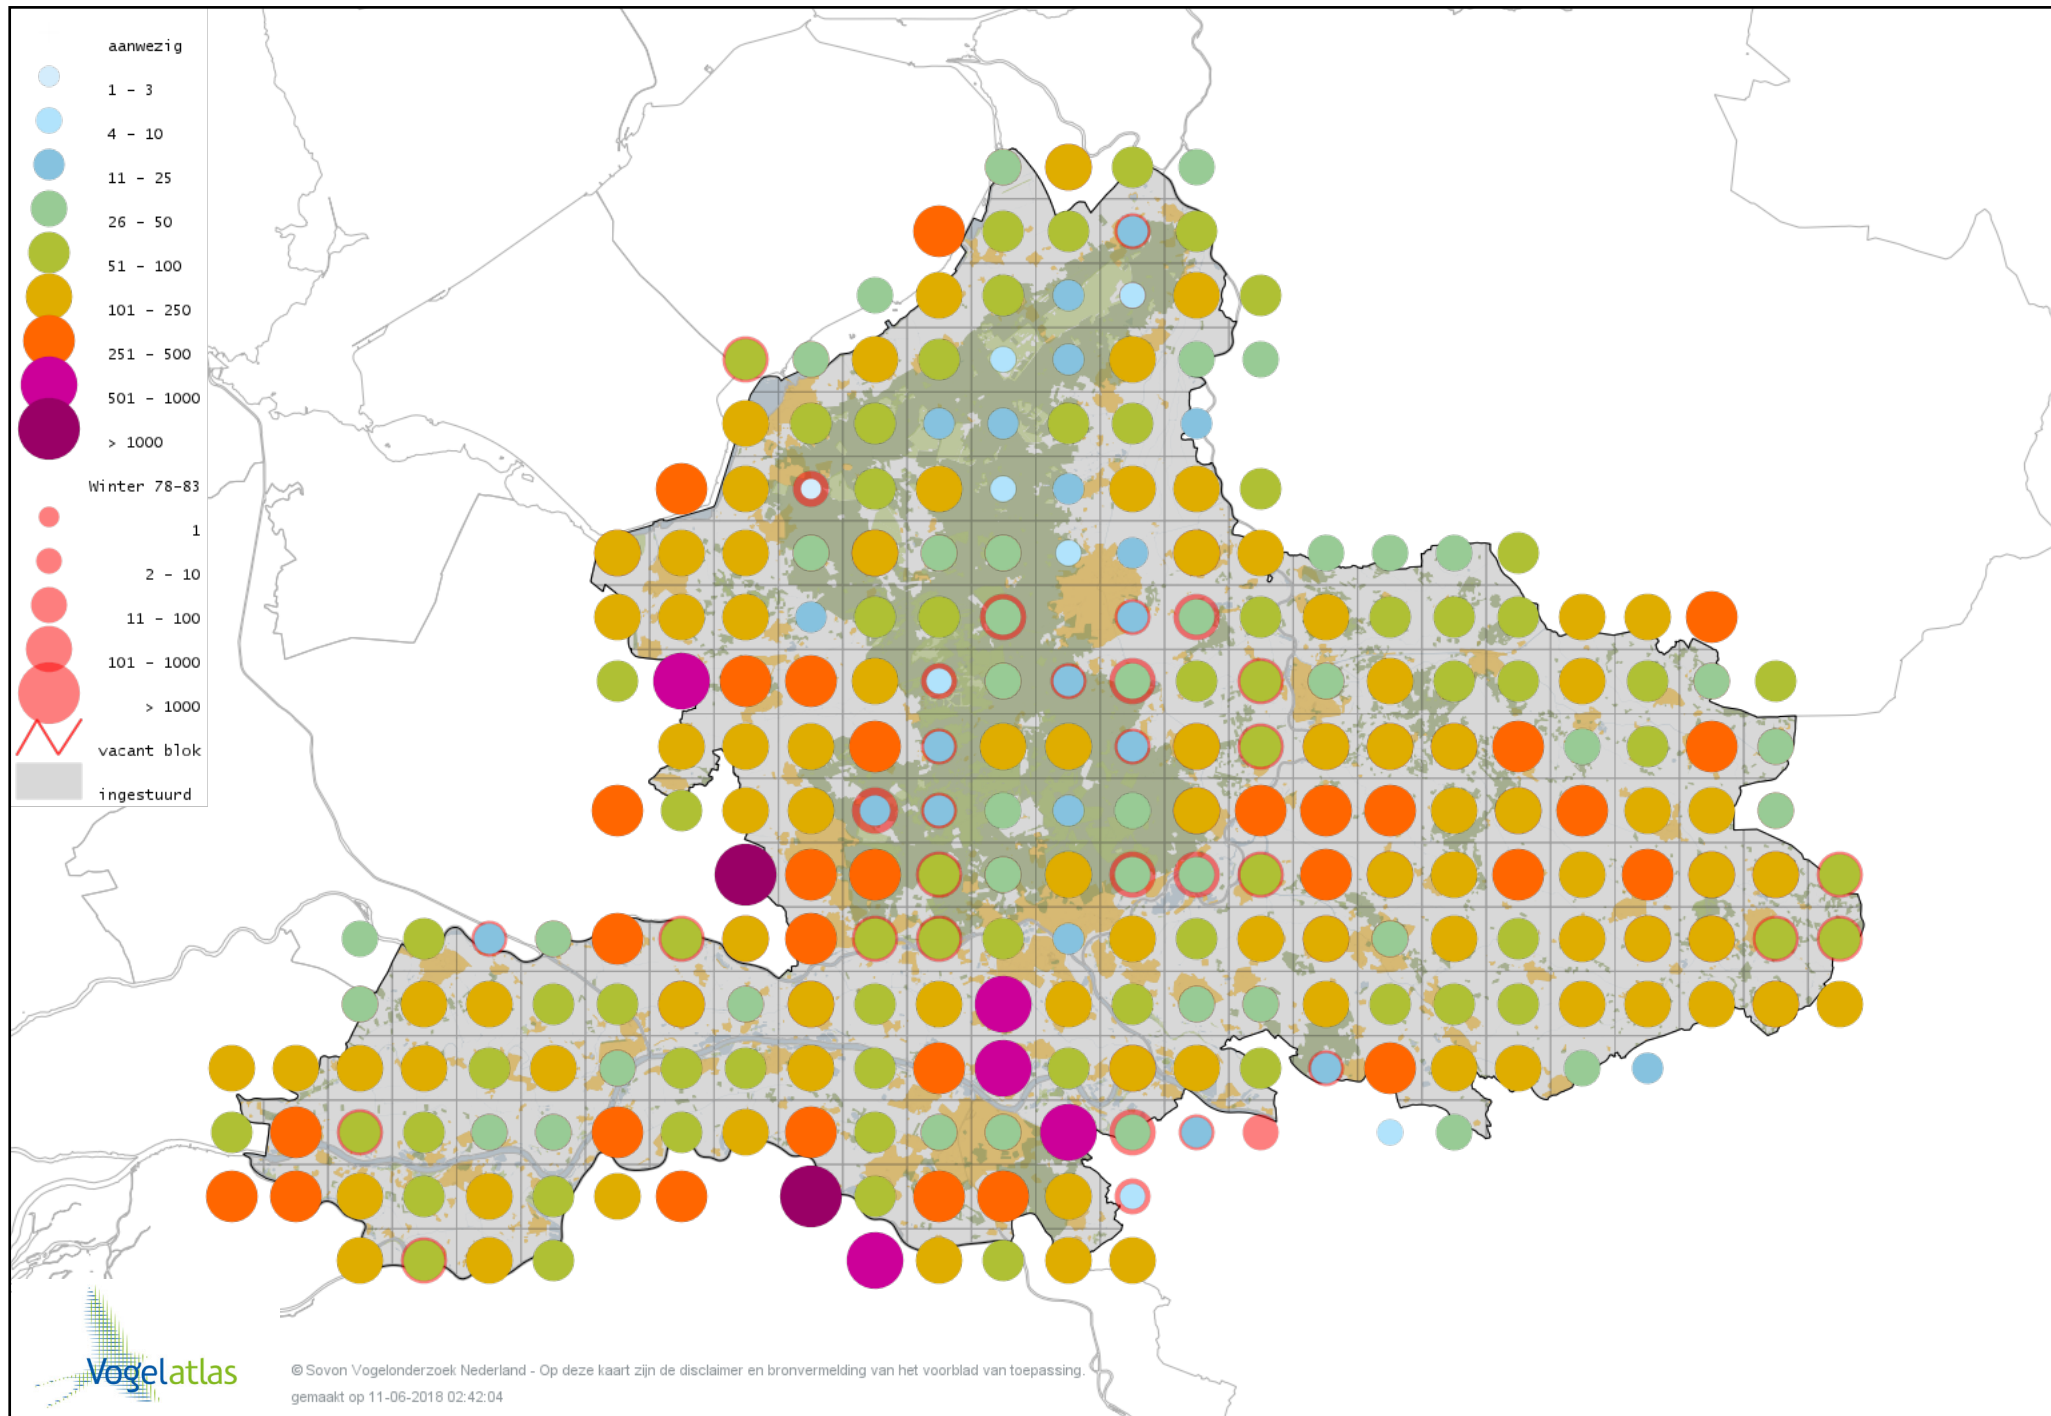 aanwezig
1 - 3
4 - 10
11 - 25
26 - 50
51 - 100
101 - 250
251 - 500
501 - 1000
> 1000
Winter 78-83
1
2 - 10
11 - 100
101 - 1000
> 1000
vacant blok
ingestuurd
Vogelatlas
© Sovon Vogelonderzoek Nederland - Op deze kaart zijn de disclaimer en bronvermelding van het voorblad van toepassing.
gemaakt op 11-06-2018 02:42:04